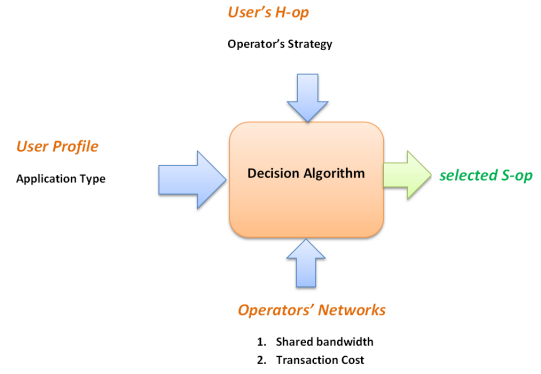 User's H-op
Operator's Strategy
User Profile
Application Type
Decision Algorithm
selected S-op
Operators' Networks
1. Shared bandwidth
2. Transaction Cost